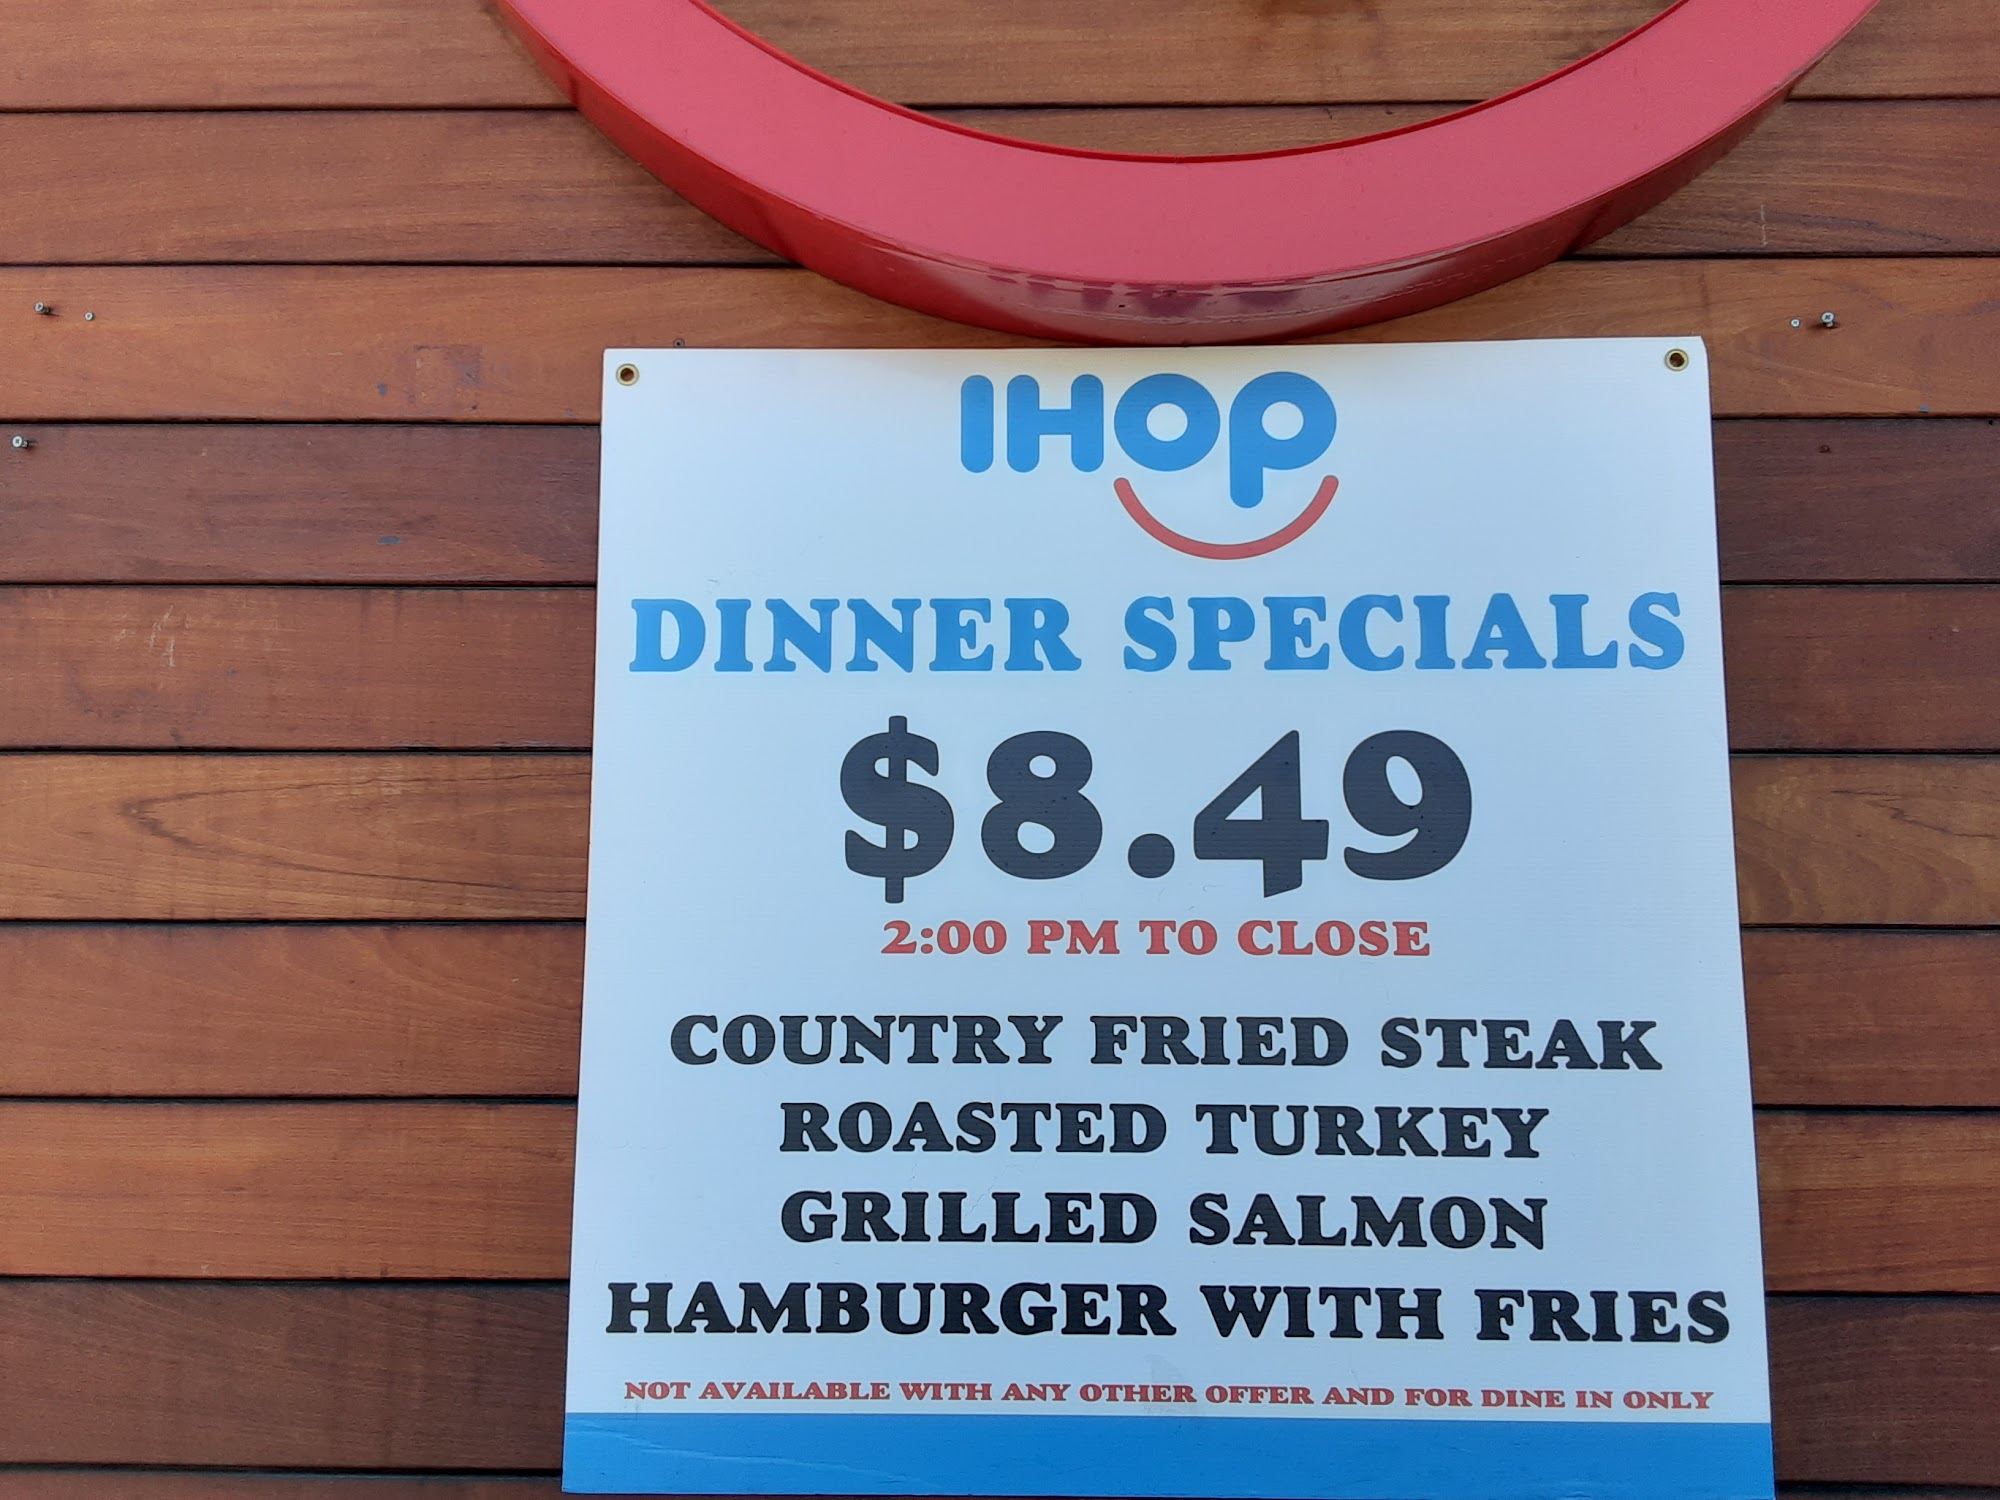 IHOP
DINNER SPECIALS
$8.49
2:00 PM TO CLOSE
COUNTRY FRIED STEAK
ROASTED TURKEY
GRILLED SALMON
HAMBURGER WITH FRIES
NOT AVAILABLE WITH ANY OTHER OFFER AND FOR DINE IN ONLY